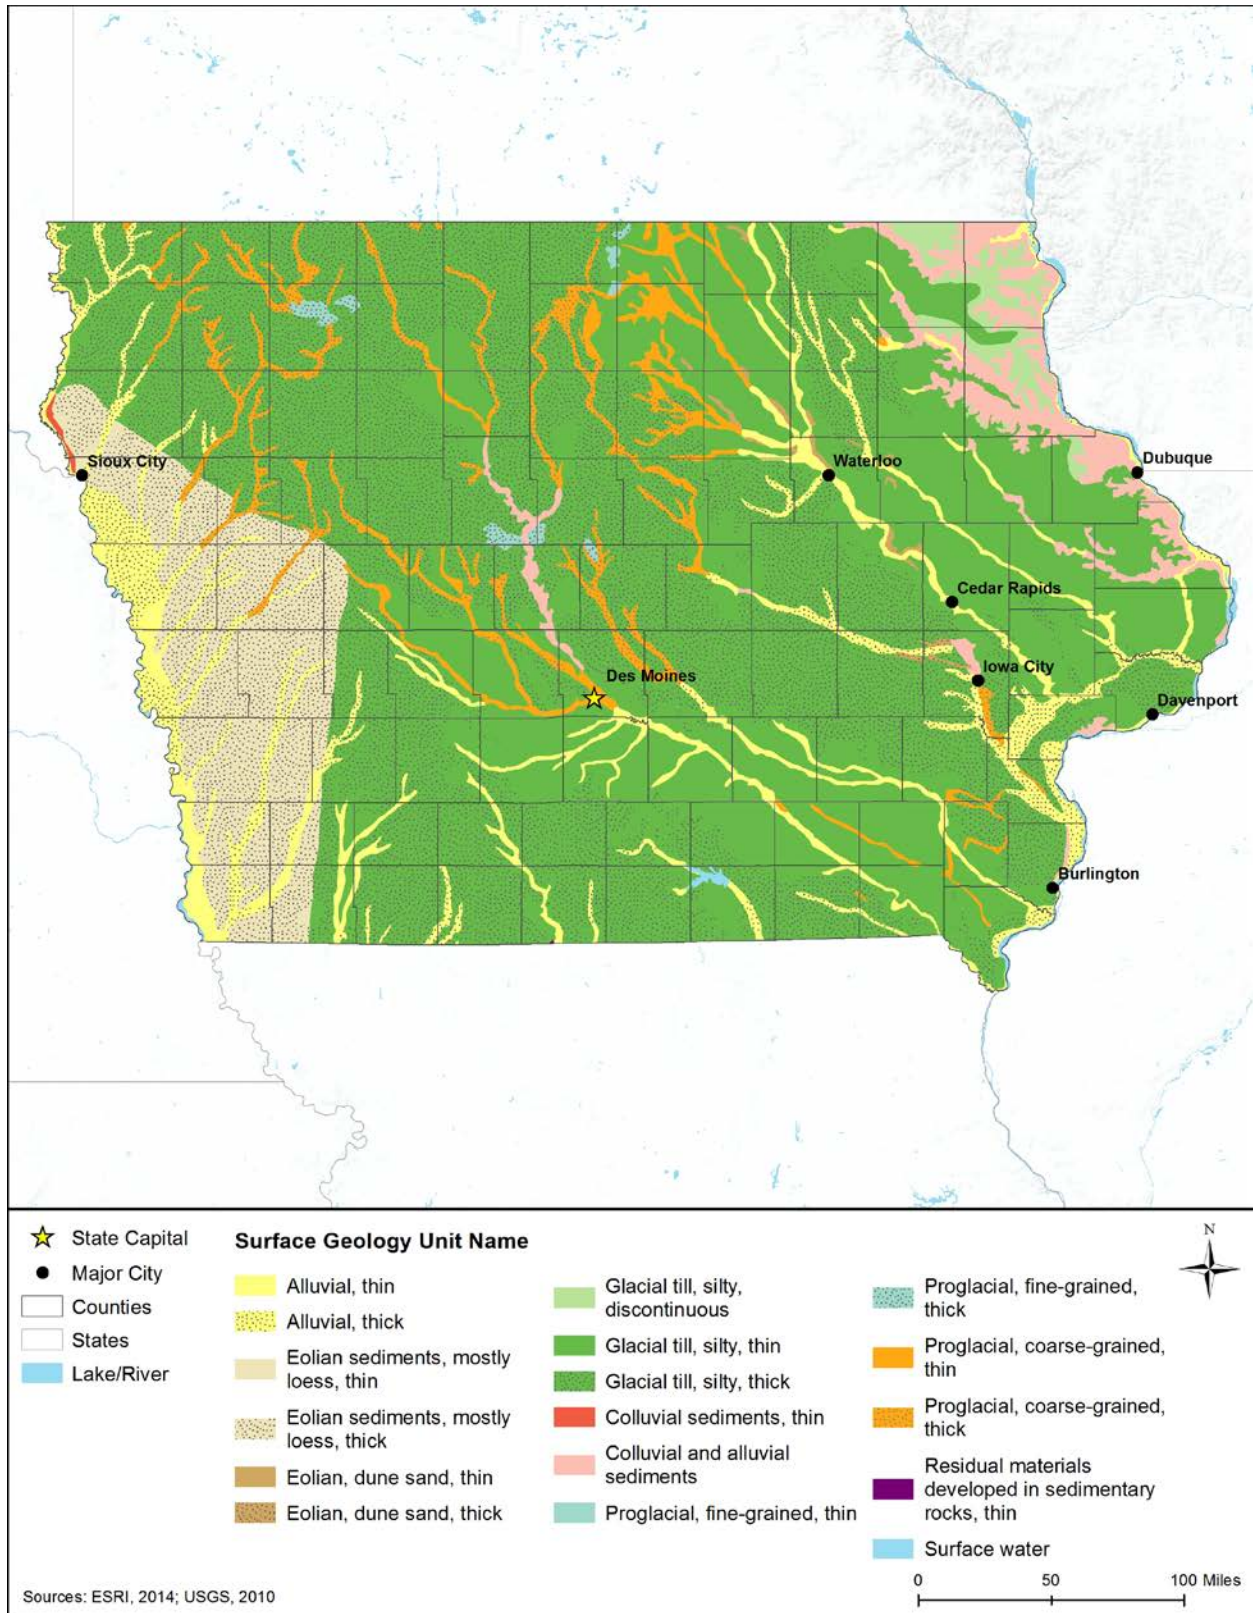 Sioux City
Waterloo
Dubuque
Cedar Rapids
Iowa City
Des Moines
Davenport
Burlington
State Capital
Major City
Counties
States
Lake/River
Surface Geology Unit Name
Alluvial, thin
Alluvial, thick
Eolian sediments, mostly
loess, thin
Eolian sediments, mostly
loess, thick
Eolian, dune sand, thin
Eolian, dune sand, thick
Glacial till, silty,
discontinuous
Glacial till, silty, thin
Glacial till, silty, thick
Colluvial sediments, thin
Colluvial and alluvial
sediments
Proglacial, fine-grained, thin
Proglacial, fine-grained,
thick
Proglacial, coarse-grained,
thin
Proglacial, coarse-grained,
thick
Residual materials
developed in sedimentary
rocks, thin
Surface water
N
0 50 100 Miles
Sources: ESRI, 2014; USGS, 2010